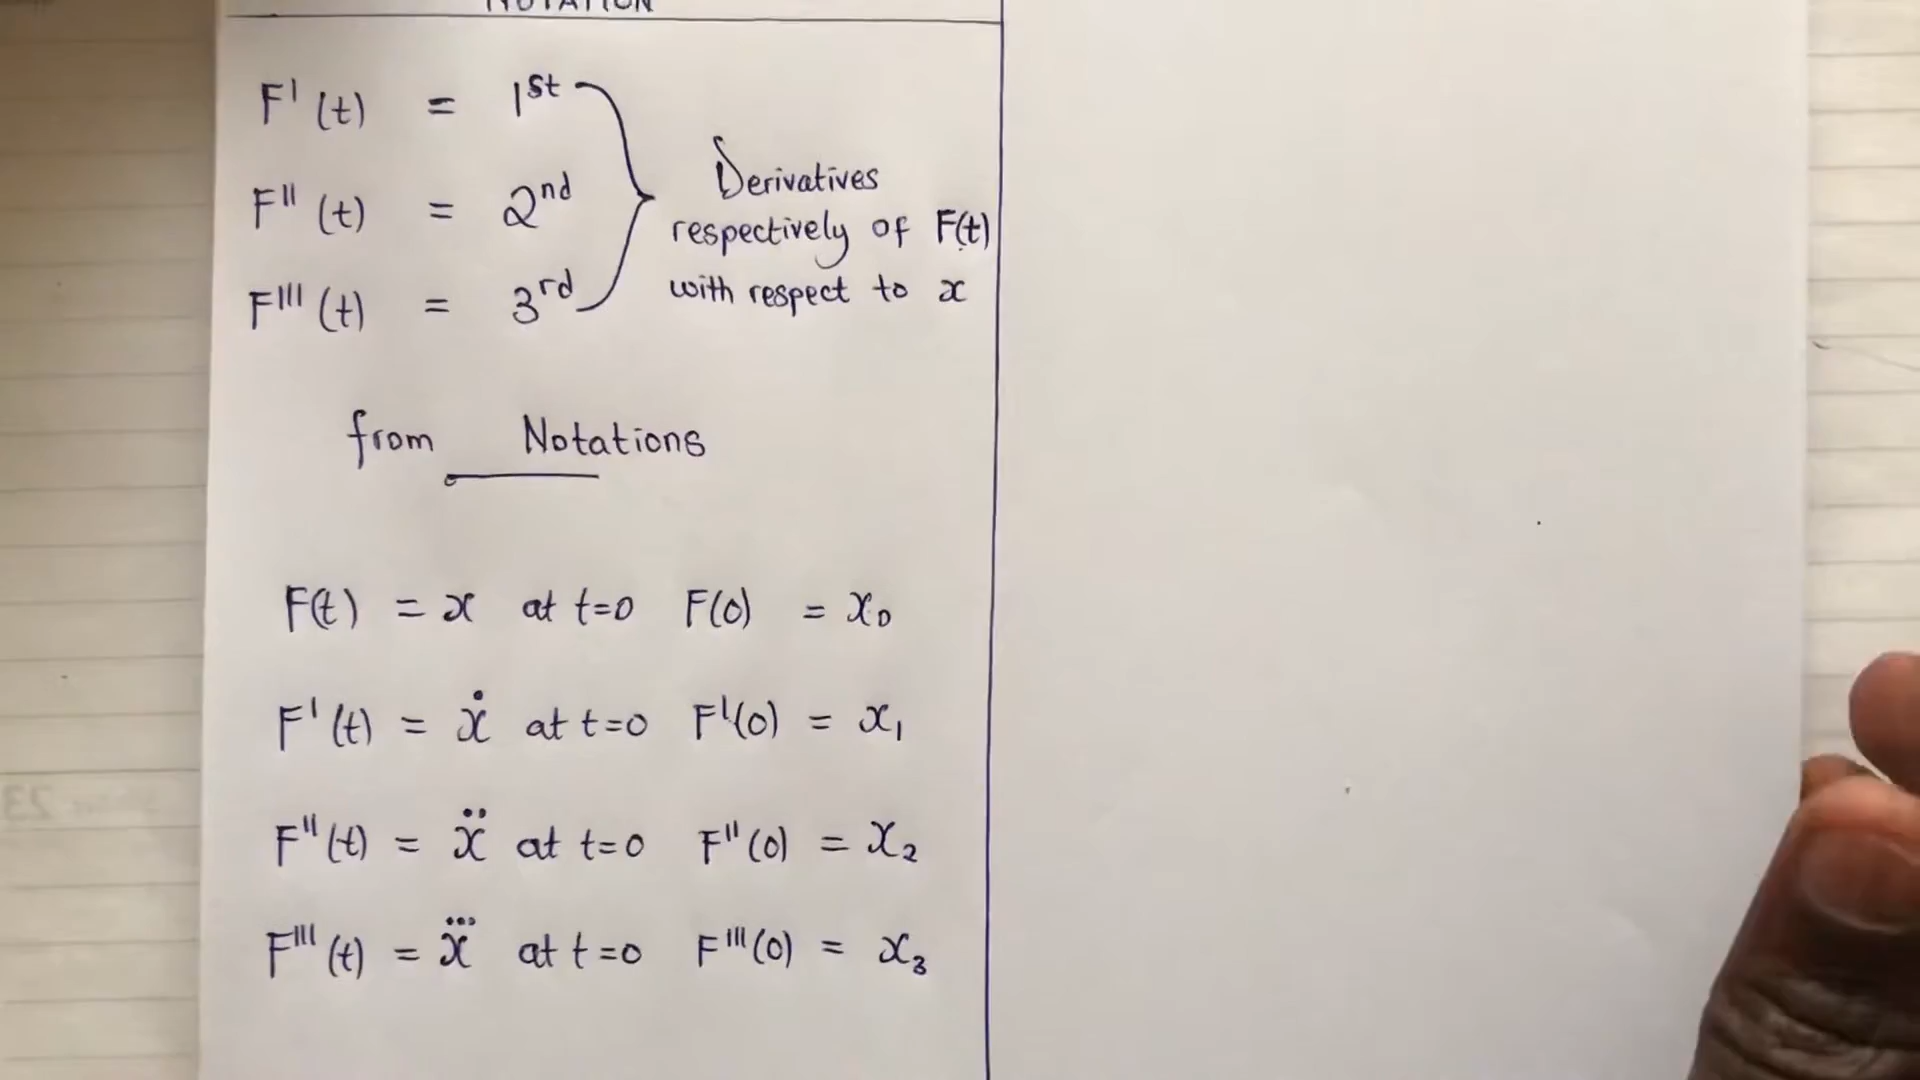 NOTATION
F'(t) = 1st
F''(t) = 2nd
F'''(t) = 3rd
Derivatives
respectively of F(t)
with respect to x
from Notations
F(t) = x at t=0 F(0) = x₀
F'(t) = ẋ at t=0 F'(0) = x₁
F''(t) = ẍ at t=0 F''(0) = x₂
F'''(t) = x⃛ at t=0 F'''(0) = x₃